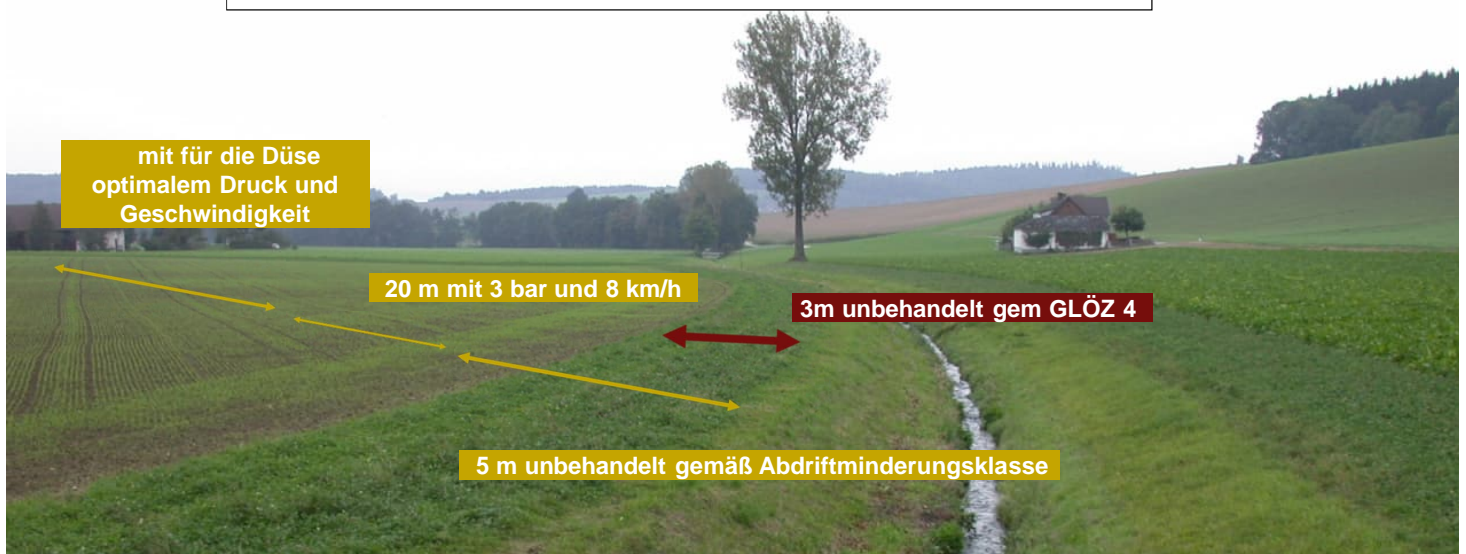 mit für die Düse
optimalem Druck und
Geschwindigkeit
20 m mit 3 bar und 8 km/h
3m unbehandelt gem GLÖZ 4
5 m unbehandelt gemäß Abdriftminderungsklasse